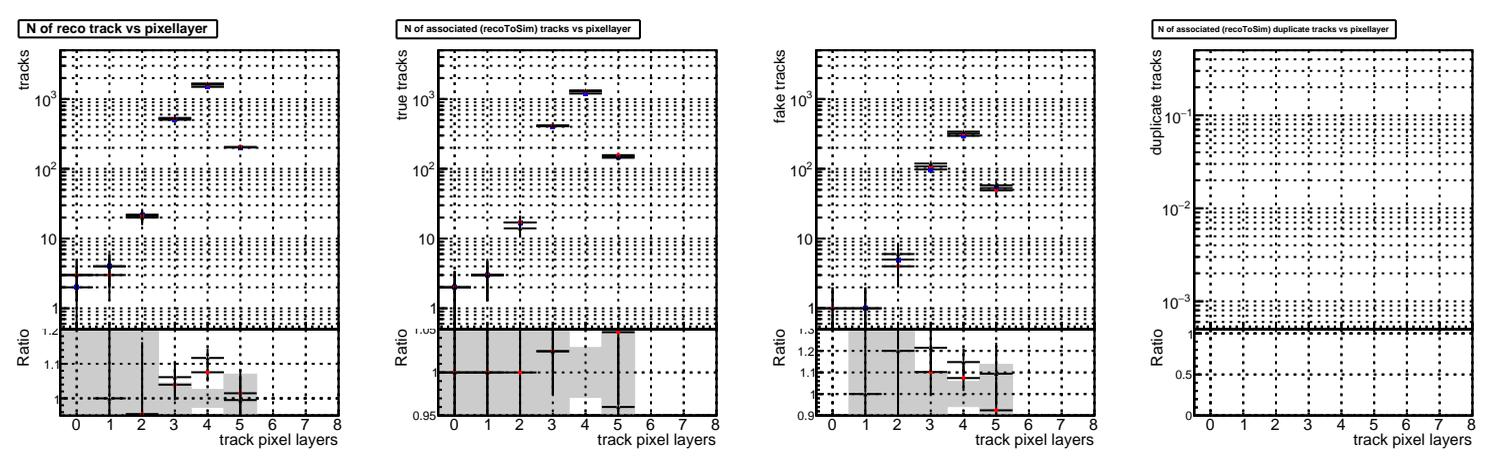 N of reco track vs pixellayer
tracks
10³
10²
10
1
Ratio
1.2
1.1
1
0 1 2 3 4 5 6 7 8
track pixel layers
N of associated (recoToSim) tracks vs pixellayer
true tracks
10³
10²
10
1
Ratio
1.05
1
0.95
0 1 2 3 4 5 6 7 8
track pixel layers
fake tracks
10³
10²
10
1
Ratio
1.3
1.2
1.1
1
0.9
0 1 2 3 4 5 6 7 8
track pixel layers
N of associated (recoToSim) duplicate tracks vs pixellayer
duplicate tracks
10⁻¹
10⁻²
10⁻³
Ratio
1
0.5
0
0 1 2 3 4 5 6 7 8
track pixel layers